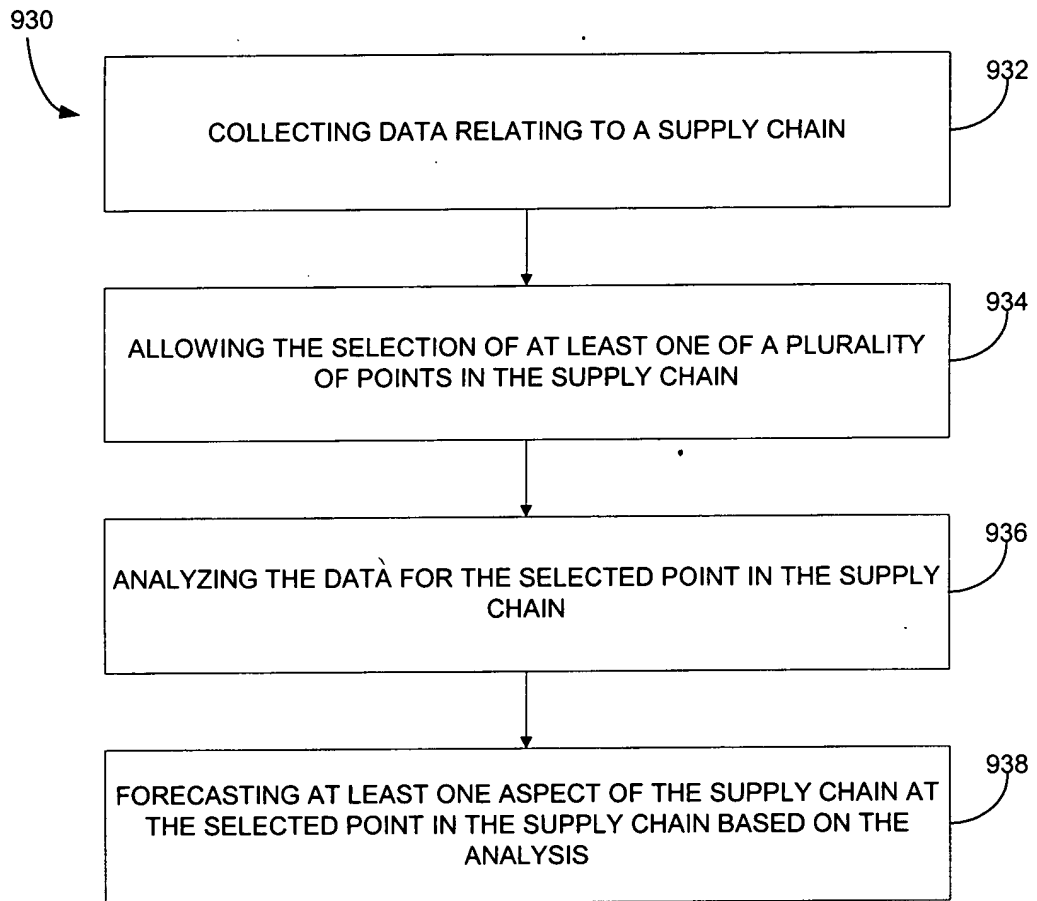 930
932
COLLECTING DATA RELATING TO A SUPPLY CHAIN
934
ALLOWING THE SELECTION OF AT LEAST ONE OF A PLURALITY
OF POINTS IN THE SUPPLY CHAIN
936
ANALYZING THE DATA FOR THE SELECTED POINT IN THE SUPPLY
CHAIN
938
FORECASTING AT LEAST ONE ASPECT OF THE SUPPLY CHAIN AT
THE SELECTED POINT IN THE SUPPLY CHAIN BASED ON THE
ANALYSIS